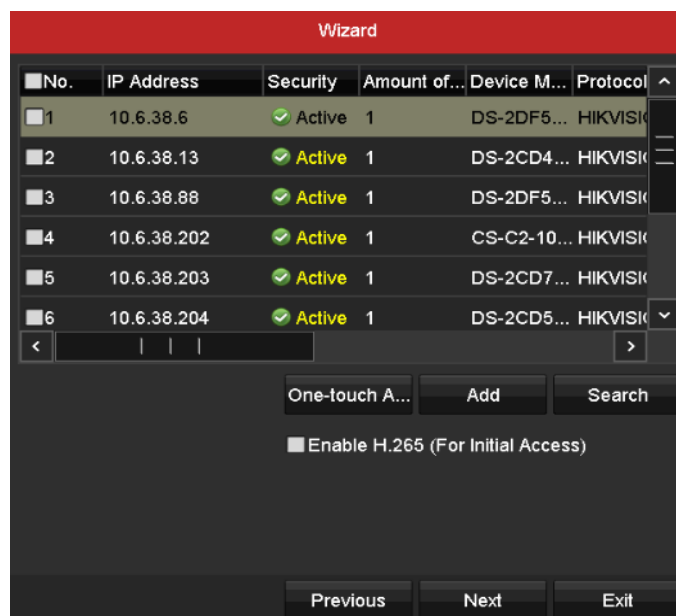 Wizard
No. IP Address Security Amount of... Device M... Protocol
1 10.6.38.6 Active 1 DS-2DF5... HIKVISI
2 10.6.38.13 Active 1 DS-2CD4... HIKVISI
3 10.6.38.88 Active 1 DS-2DF5... HIKVISI
4 10.6.38.202 Active 1 CS-C2-10... HIKVISI
5 10.6.38.203 Active 1 DS-2CD7... HIKVISI
6 10.6.38.204 Active 1 DS-2CD5... HIKVISI
One-touch A... Add Search
Enable H.265 (For Initial Access)
Previous Next Exit